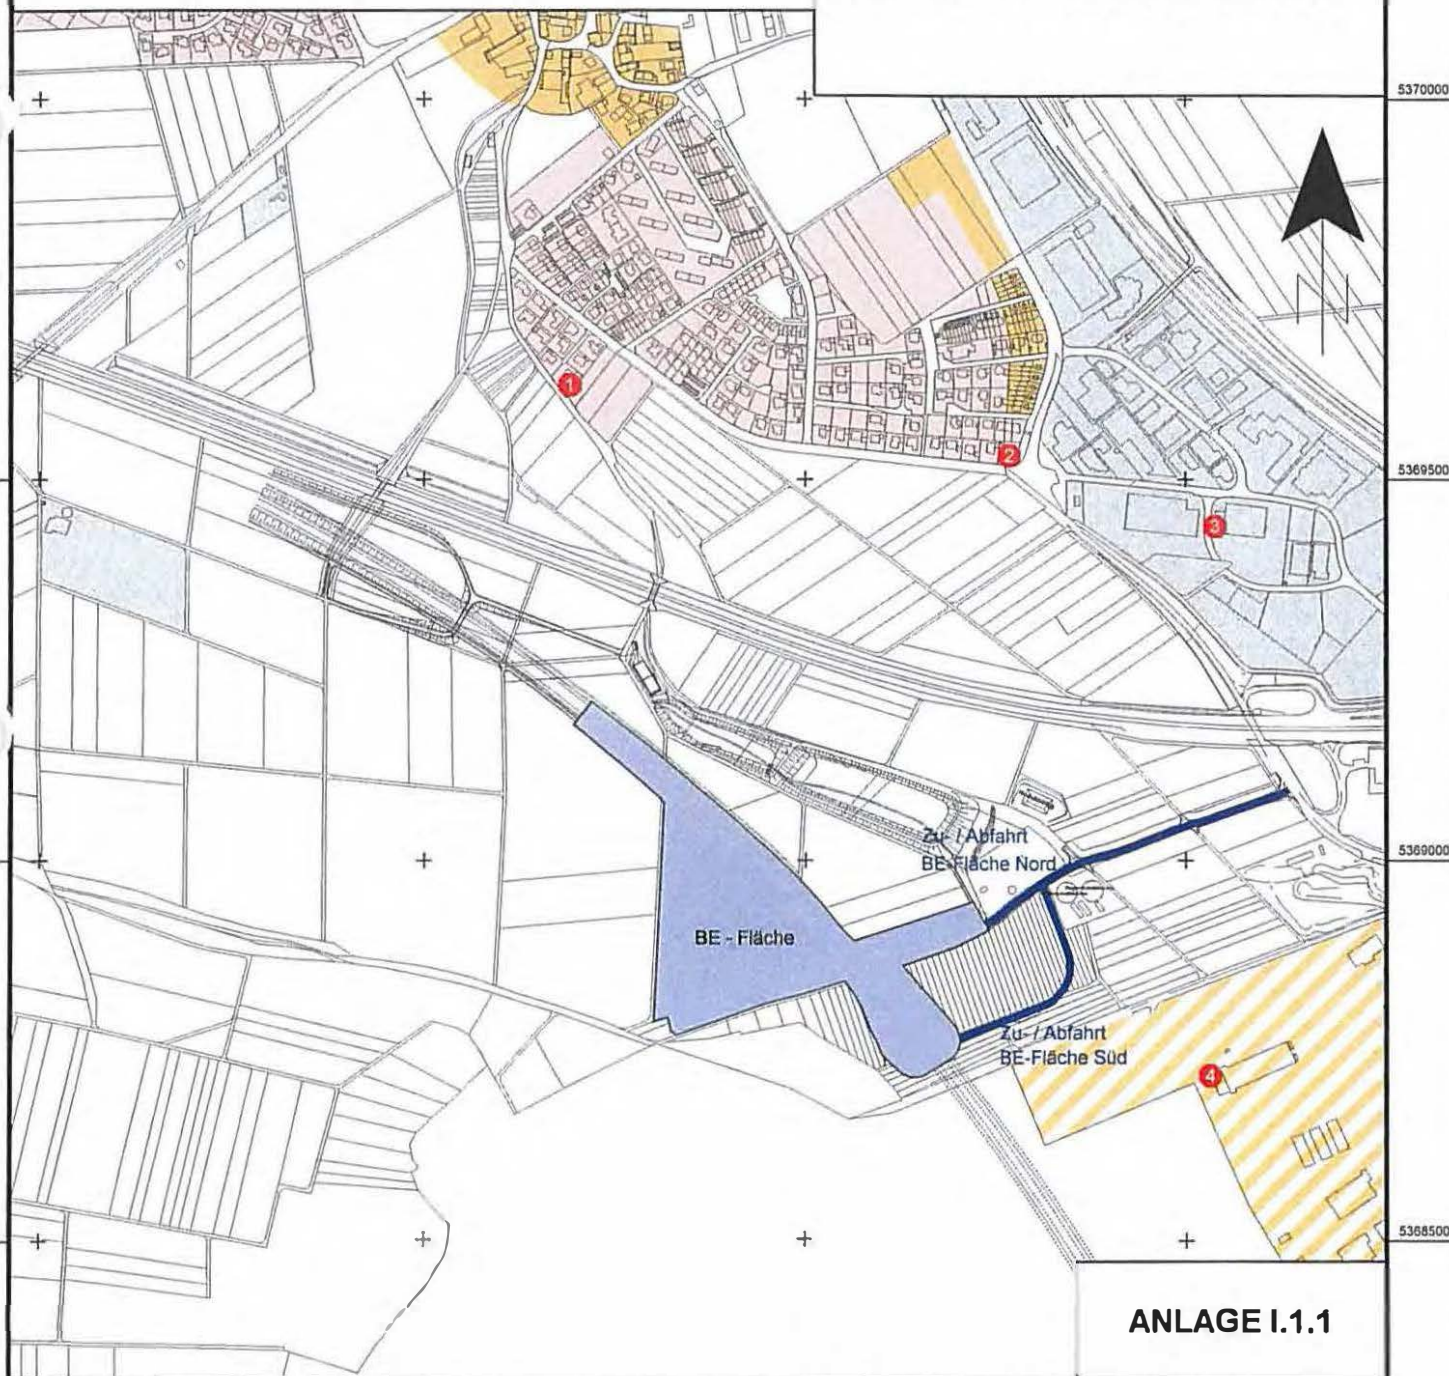 5370000
N
1
2
5369500
3
Zu- / Abfahrt
BE-Fläche Nord
5369000
BE - Fläche
Zu- / Abfahrt
BE-Fläche Süd
4
5368500
ANLAGE I.1.1